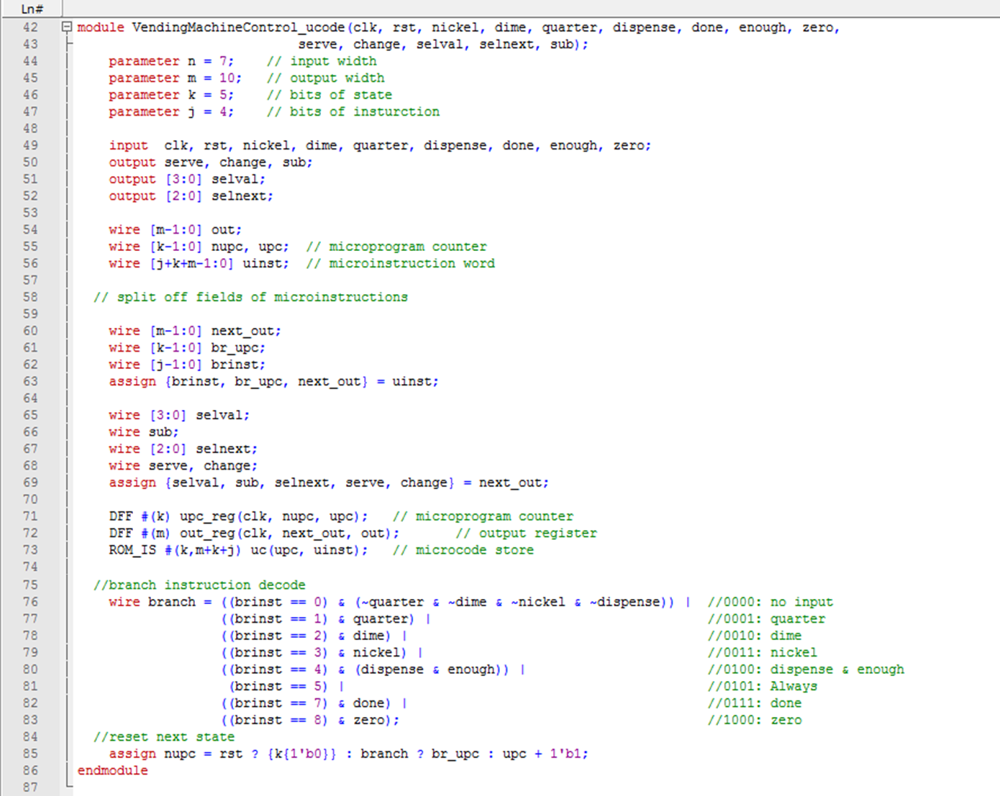 Ln#
42 module VendingMachineControl_ucode(clk, rst, nickel, dime, quarter, dispense, done, enough, zero,
43 serve, change, selval, selnext, sub);
44 parameter n = 7; // input width
45 parameter m = 10; // output width
46 parameter k = 5; // bits of state
47 parameter j = 4; // bits of insturction
48
49 input clk, rst, nickel, dime, quarter, dispense, done, enough, zero;
50 output serve, change, sub;
51 output [3:0] selval;
52 output [2:0] selnext;
53
54 wire [m-1:0] out;
55 wire [k-1:0] nupc, upc; // microprogram counter
56 wire [j+k+m-1:0] uinst; // microinstruction word
57
58 // split off fields of microinstructions
59
60 wire [m-1:0] next_out;
61 wire [k-1:0] br_upc;
62 wire [j-1:0] brinst;
63 assign {brinst, br_upc, next_out} = uinst;
64
65 wire [3:0] selval;
66 wire sub;
67 wire [2:0] selnext;
68 wire serve, change;
69 assign {selval, sub, selnext, serve, change} = next_out;
70
71 DFF #(k) upc_reg(clk, nupc, upc); // microprogram counter
72 DFF #(m) out_reg(clk, next_out, out); // output register
73 ROM_IS #(k,m+k+j) uc(upc, uinst); // microcode store
74
75 //branch instruction decode
76 wire branch = ((brinst == 0) & (~quarter & ~dime & ~nickel & ~dispense)) | //0000: no input
77 ((brinst == 1) & quarter) | //0001: quarter
78 ((brinst == 2) & dime) | //0010: dime
79 ((brinst == 3) & nickel) | //0011: nickel
80 ((brinst == 4) & (dispense & enough)) | //0100: dispense & enough
81 (brinst == 5) | //0101: Always
82 ((brinst == 7) & done) | //0111: done
83 ((brinst == 8) & zero); //1000: zero
84 //reset next state
85 assign nupc = rst ? {k{1'b0}} : branch ? br_upc : upc + 1'b1;
86 endmodule
87